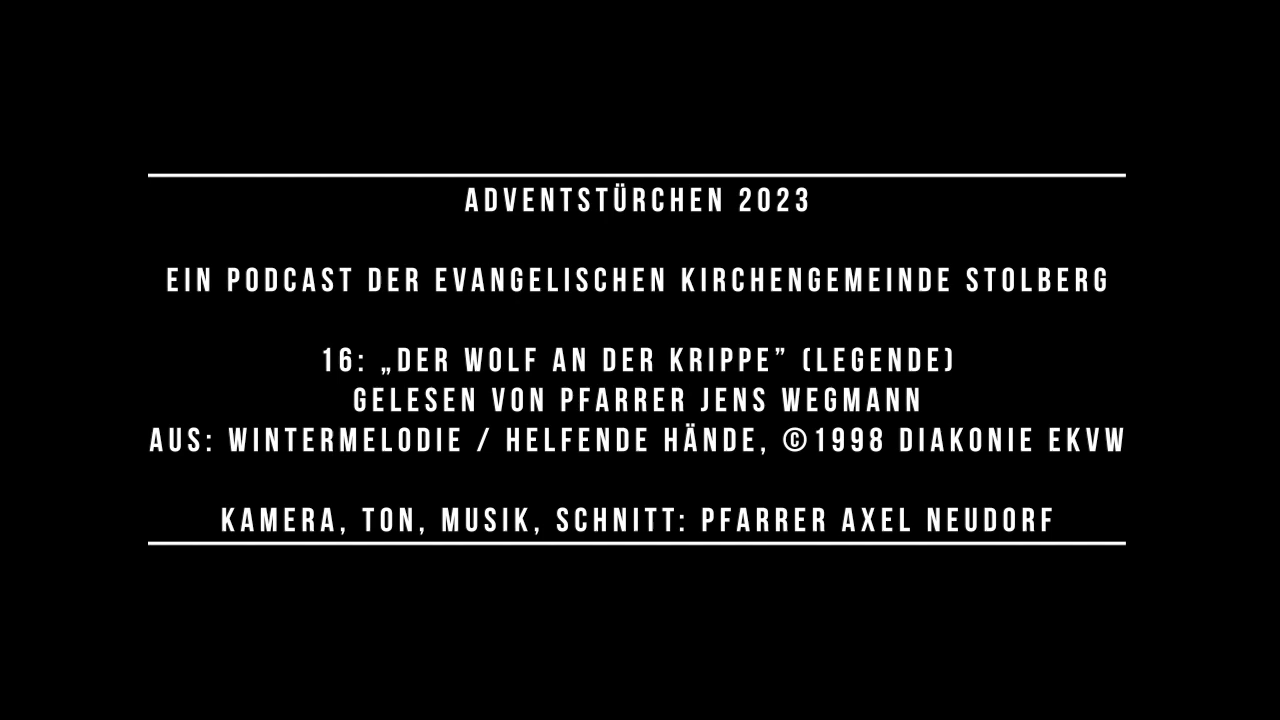 ADVENTSTÜRCHEN 2023
EIN PODCAST DER EVANGELISCHEN KIRCHENGEMEINDE STOLBERG
16: „DER WOLF AN DER KRIPPE” (LEGENDE)
GELESEN VON PFARRER JENS WEGMANN
AUS: WINTERMELODIE / HELFENDE HÄNDE, ©1998 DIAKONIE EKVW
KAMERA, TON, MUSIK, SCHNITT: PFARRER AXEL NEUDORF